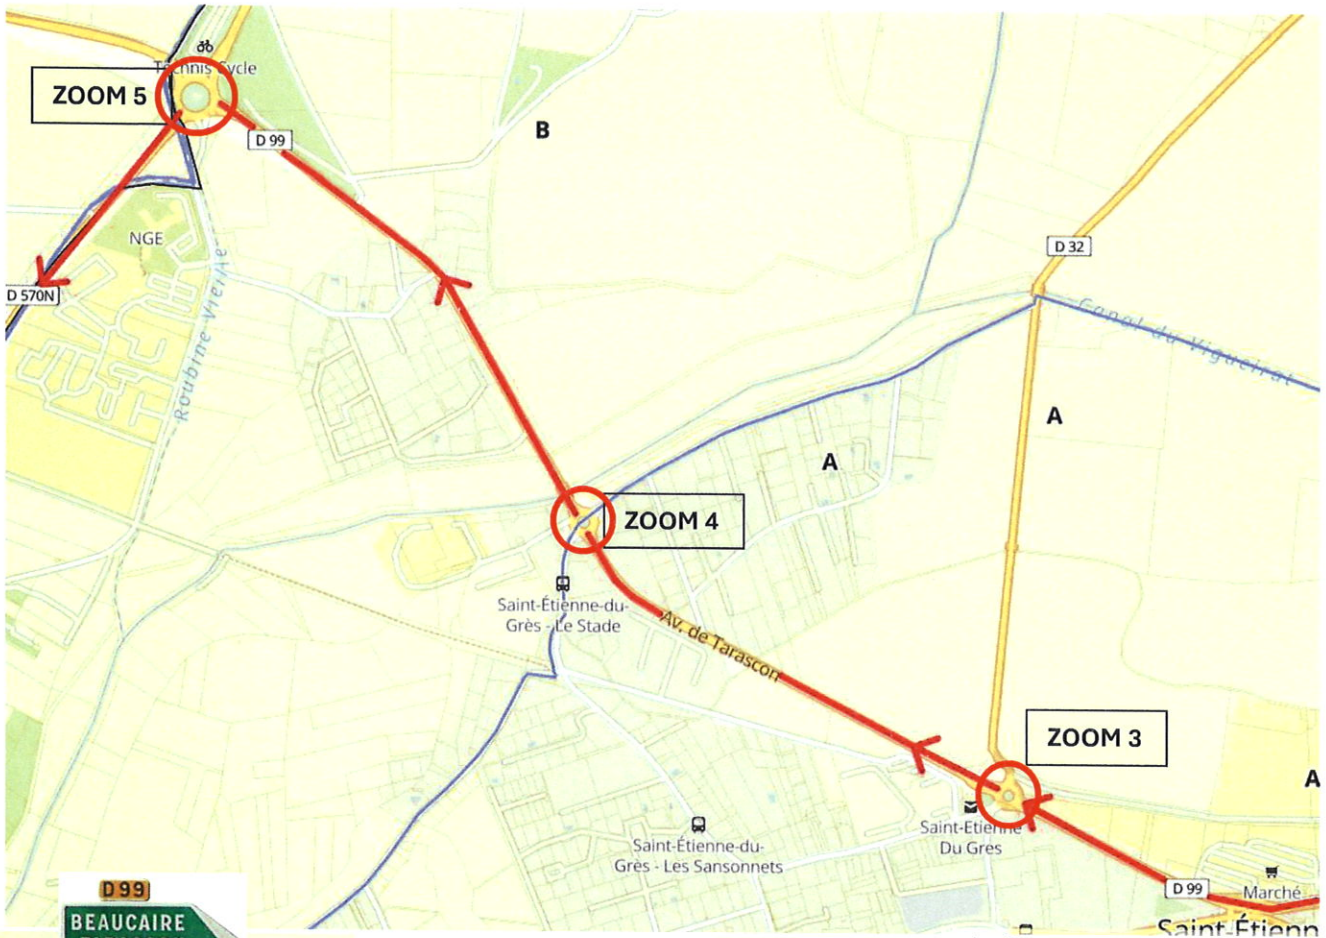 Technis Cycle
ZOOM 5
D 99
B
NGE
D 32
D 570N
Canal du Vigueirat
Roubine Vieille
A
A
ZOOM 4
Saint-Étienne-du-
Grès - Le Stade
Av. de Tarascon
ZOOM 3
A
Saint-Etienne
Du Gres
Saint-Étienne-du-
Grès - Les Sansonnets
D 99
Marché
D99
BEAUCAIRE